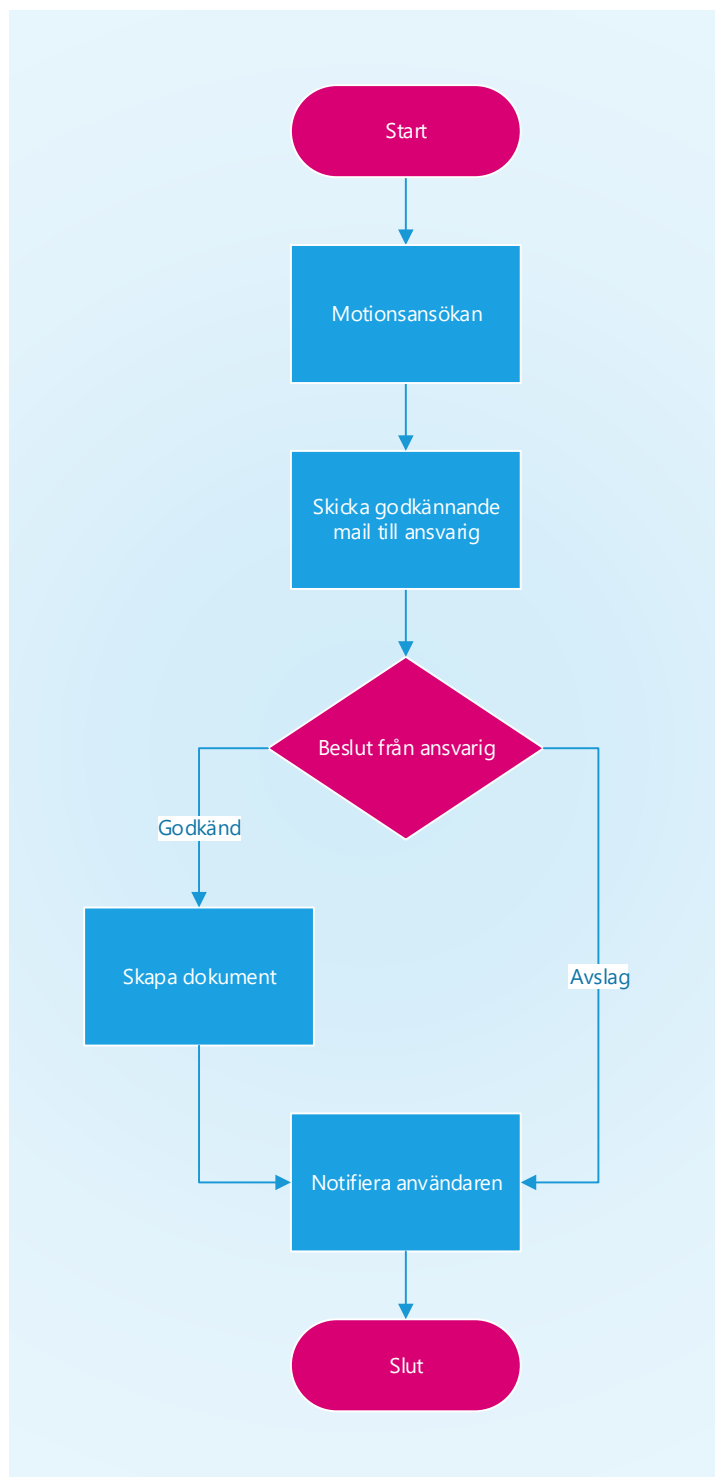 Start
Motionsansökan
Skicka godkännande
mail till ansvarig
Beslut från ansvarig
Godkänd
Skapa dokument
Avslag
Notifiera användaren
Slut